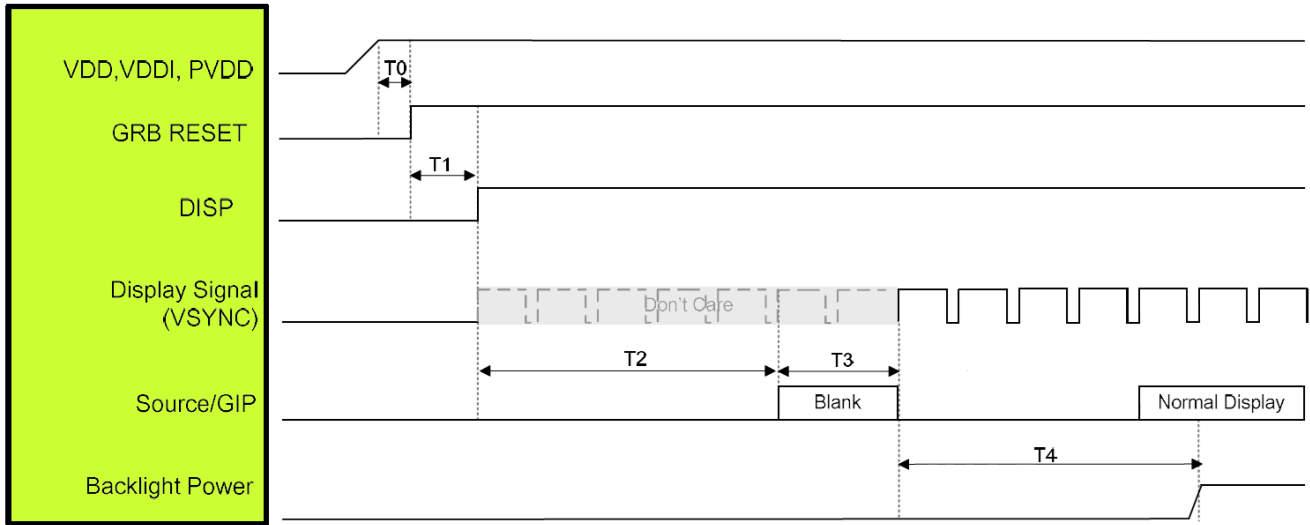 VDD,VDDI, PVDD
T0
GRB RESET
T1
DISP
Display Signal
(VSYNC)
Don't Care
T2
T3
Source/GIP
Blank
Normal Display
T4
Backlight Power